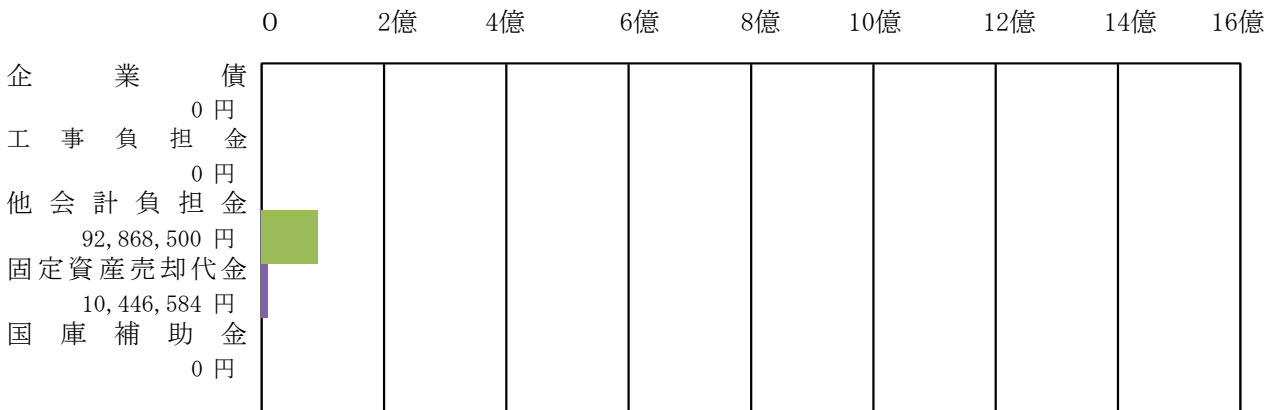 0 2億 4億 6億 8億 10億 12億 14億 16億
企業債
0 円
工事負担金
0 円
他会計負担金
92,868,500 円
固定資産売却代金
10,446,584 円
国庫補助金
0 円